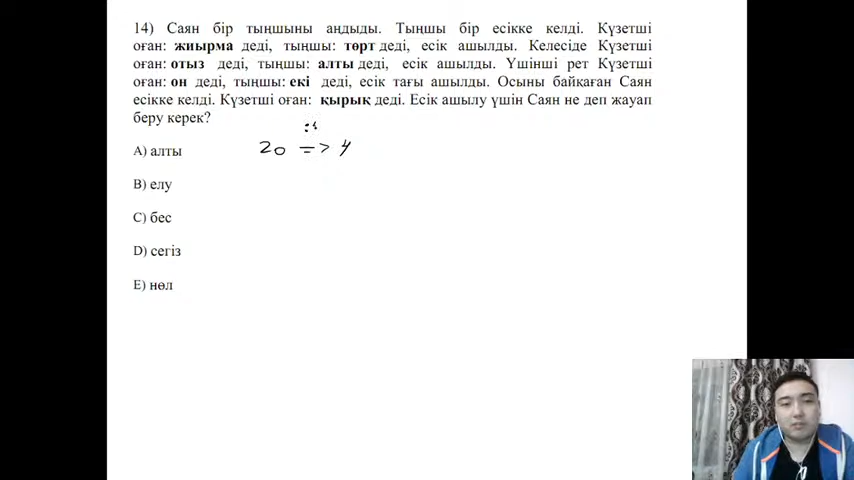 14) Саян бір тыңшыны аңдыды. Тыңшы бір есікке келді. Күзетші
оған: жиырма деді, тыңшы: төрт деді, есік ашылды. Келесіде Күзетші
оған: отыз деді, тыңшы: алты деді, есік ашылды. Үшінші рет Күзетші
оған: он деді, тыңшы: екі деді, есік тағы ашылды. Осыны байқаған Саян
есікке келді. Күзетші оған: қырық деді. Есік ашылу үшін Саян не деп жауап
беру керек?
20 => 4
A) алты
B) елу
C) бес
D) сегіз
E) нөл